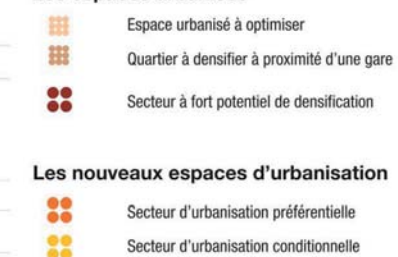 Espace urbanisé à optimiser
Quartier à densifier à proximité d'une gare
Secteur à fort potentiel de densification
Les nouveaux espaces d'urbanisation
Secteur d'urbanisation préférentielle
Secteur d'urbanisation conditionnelle